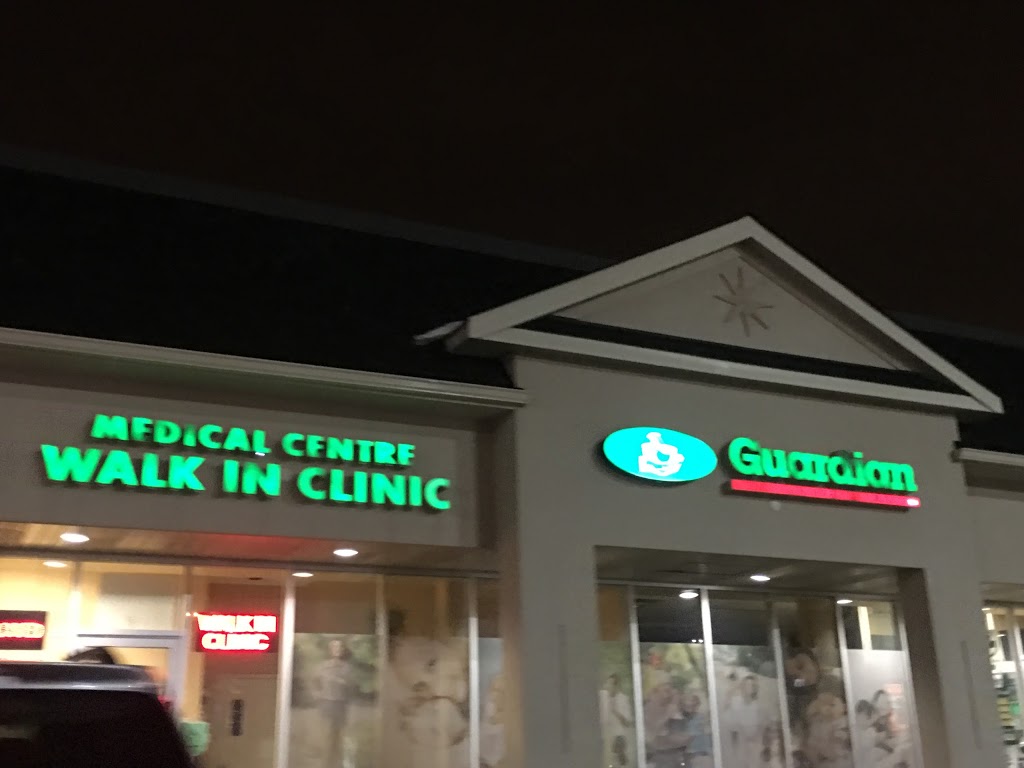 MEDICAL CENTRE
WALK IN CLINIC
Guardian
WALK IN
CLINIC